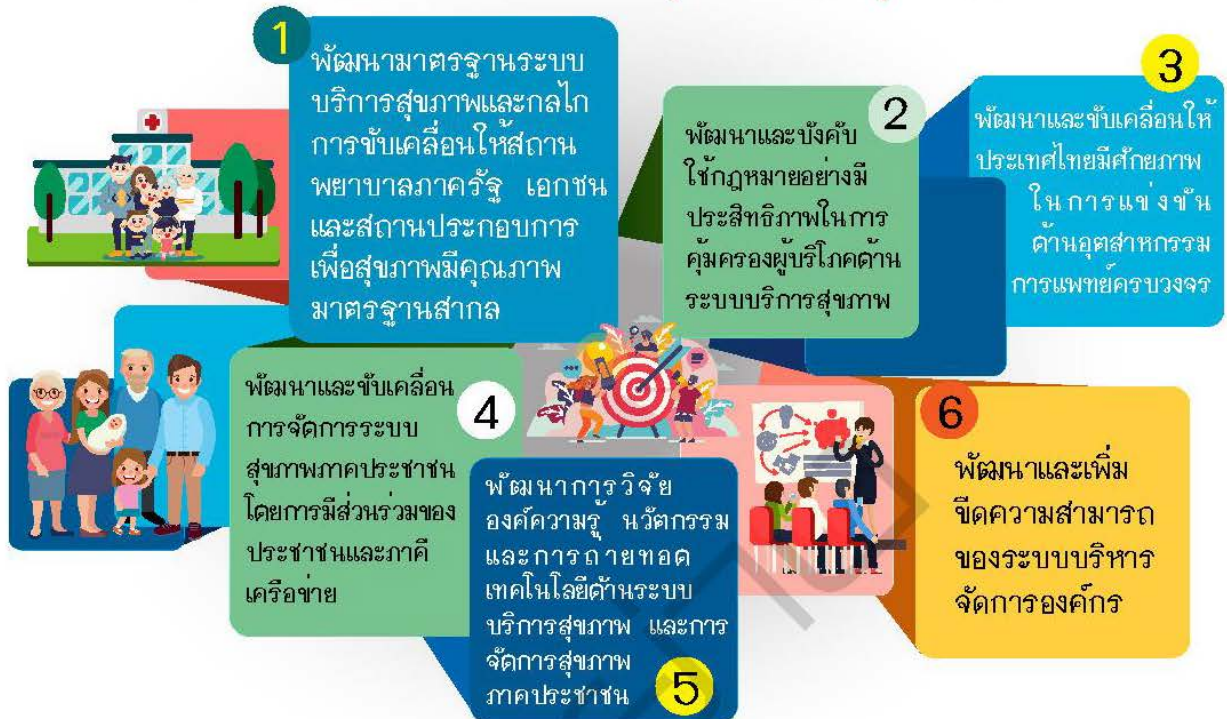 1
พัฒนามาตรฐานระบบ
บริการสุขภาพและกลไก
การขับเคลื่อนให้สถาน
พยาบาลภาครัฐ เอกชน
และสถานประกอบการ
เพื่อสุขภาพมีคุณภาพ
มาตรฐานสากล
2
พัฒนาและบังคับ
ใช้กฎหมายอย่างมี
ประสิทธิภาพในการ
คุ้มครองผู้บริโภคด้าน
ระบบบริการสุขภาพ
3
พัฒนาและขับเคลื่อนให้
ประเทศไทยมีศักยภาพ
ในการแข่งขัน
ด้านอุตสาหกรรม
การแพทย์ครบวงจร
4
พัฒนาและขับเคลื่อน
การจัดการระบบ
สุขภาพภาคประชาชน
โดยการมีส่วนร่วมของ
ประชาชนและภาคี
เครือข่าย
พัฒนาการวิจัย
องค์ความรู้ นวัตกรรม
และการถ่ายทอด
เทคโนโลยีด้านระบบ
บริการสุขภาพ และการ
จัดการสุขภาพ
ภาคประชาชน
5
6
พัฒนาและเพิ่ม
ขีดความสามารถ
ของระบบบริหาร
จัดการองค์กร